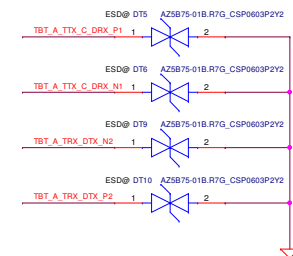 ESD@ DT5 AZ5B75-01B.R7G_CSP0603P2Y2
TBT_A_TTX_C_DRX_P1 1 2
ESD@ DT6 AZ5B75-01B.R7G_CSP0603P2Y2
TBT_A_TTX_C_DRX_N1 1 2
ESD@ DT9 AZ5B75-01B.R7G_CSP0603P2Y2
TBT_A_TRX_DTX_N2 1 2
ESD@ DT10 AZ5B75-01B.R7G_CSP0603P2Y2
TBT_A_TRX_DTX_P2 1 2